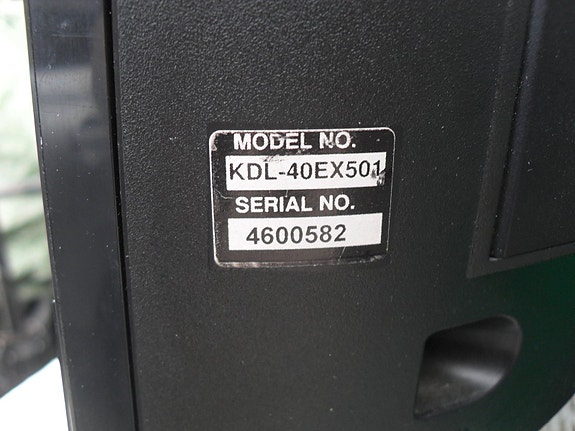 MODEL NO.
KDL-40EX501
SERIAL NO.
4600582